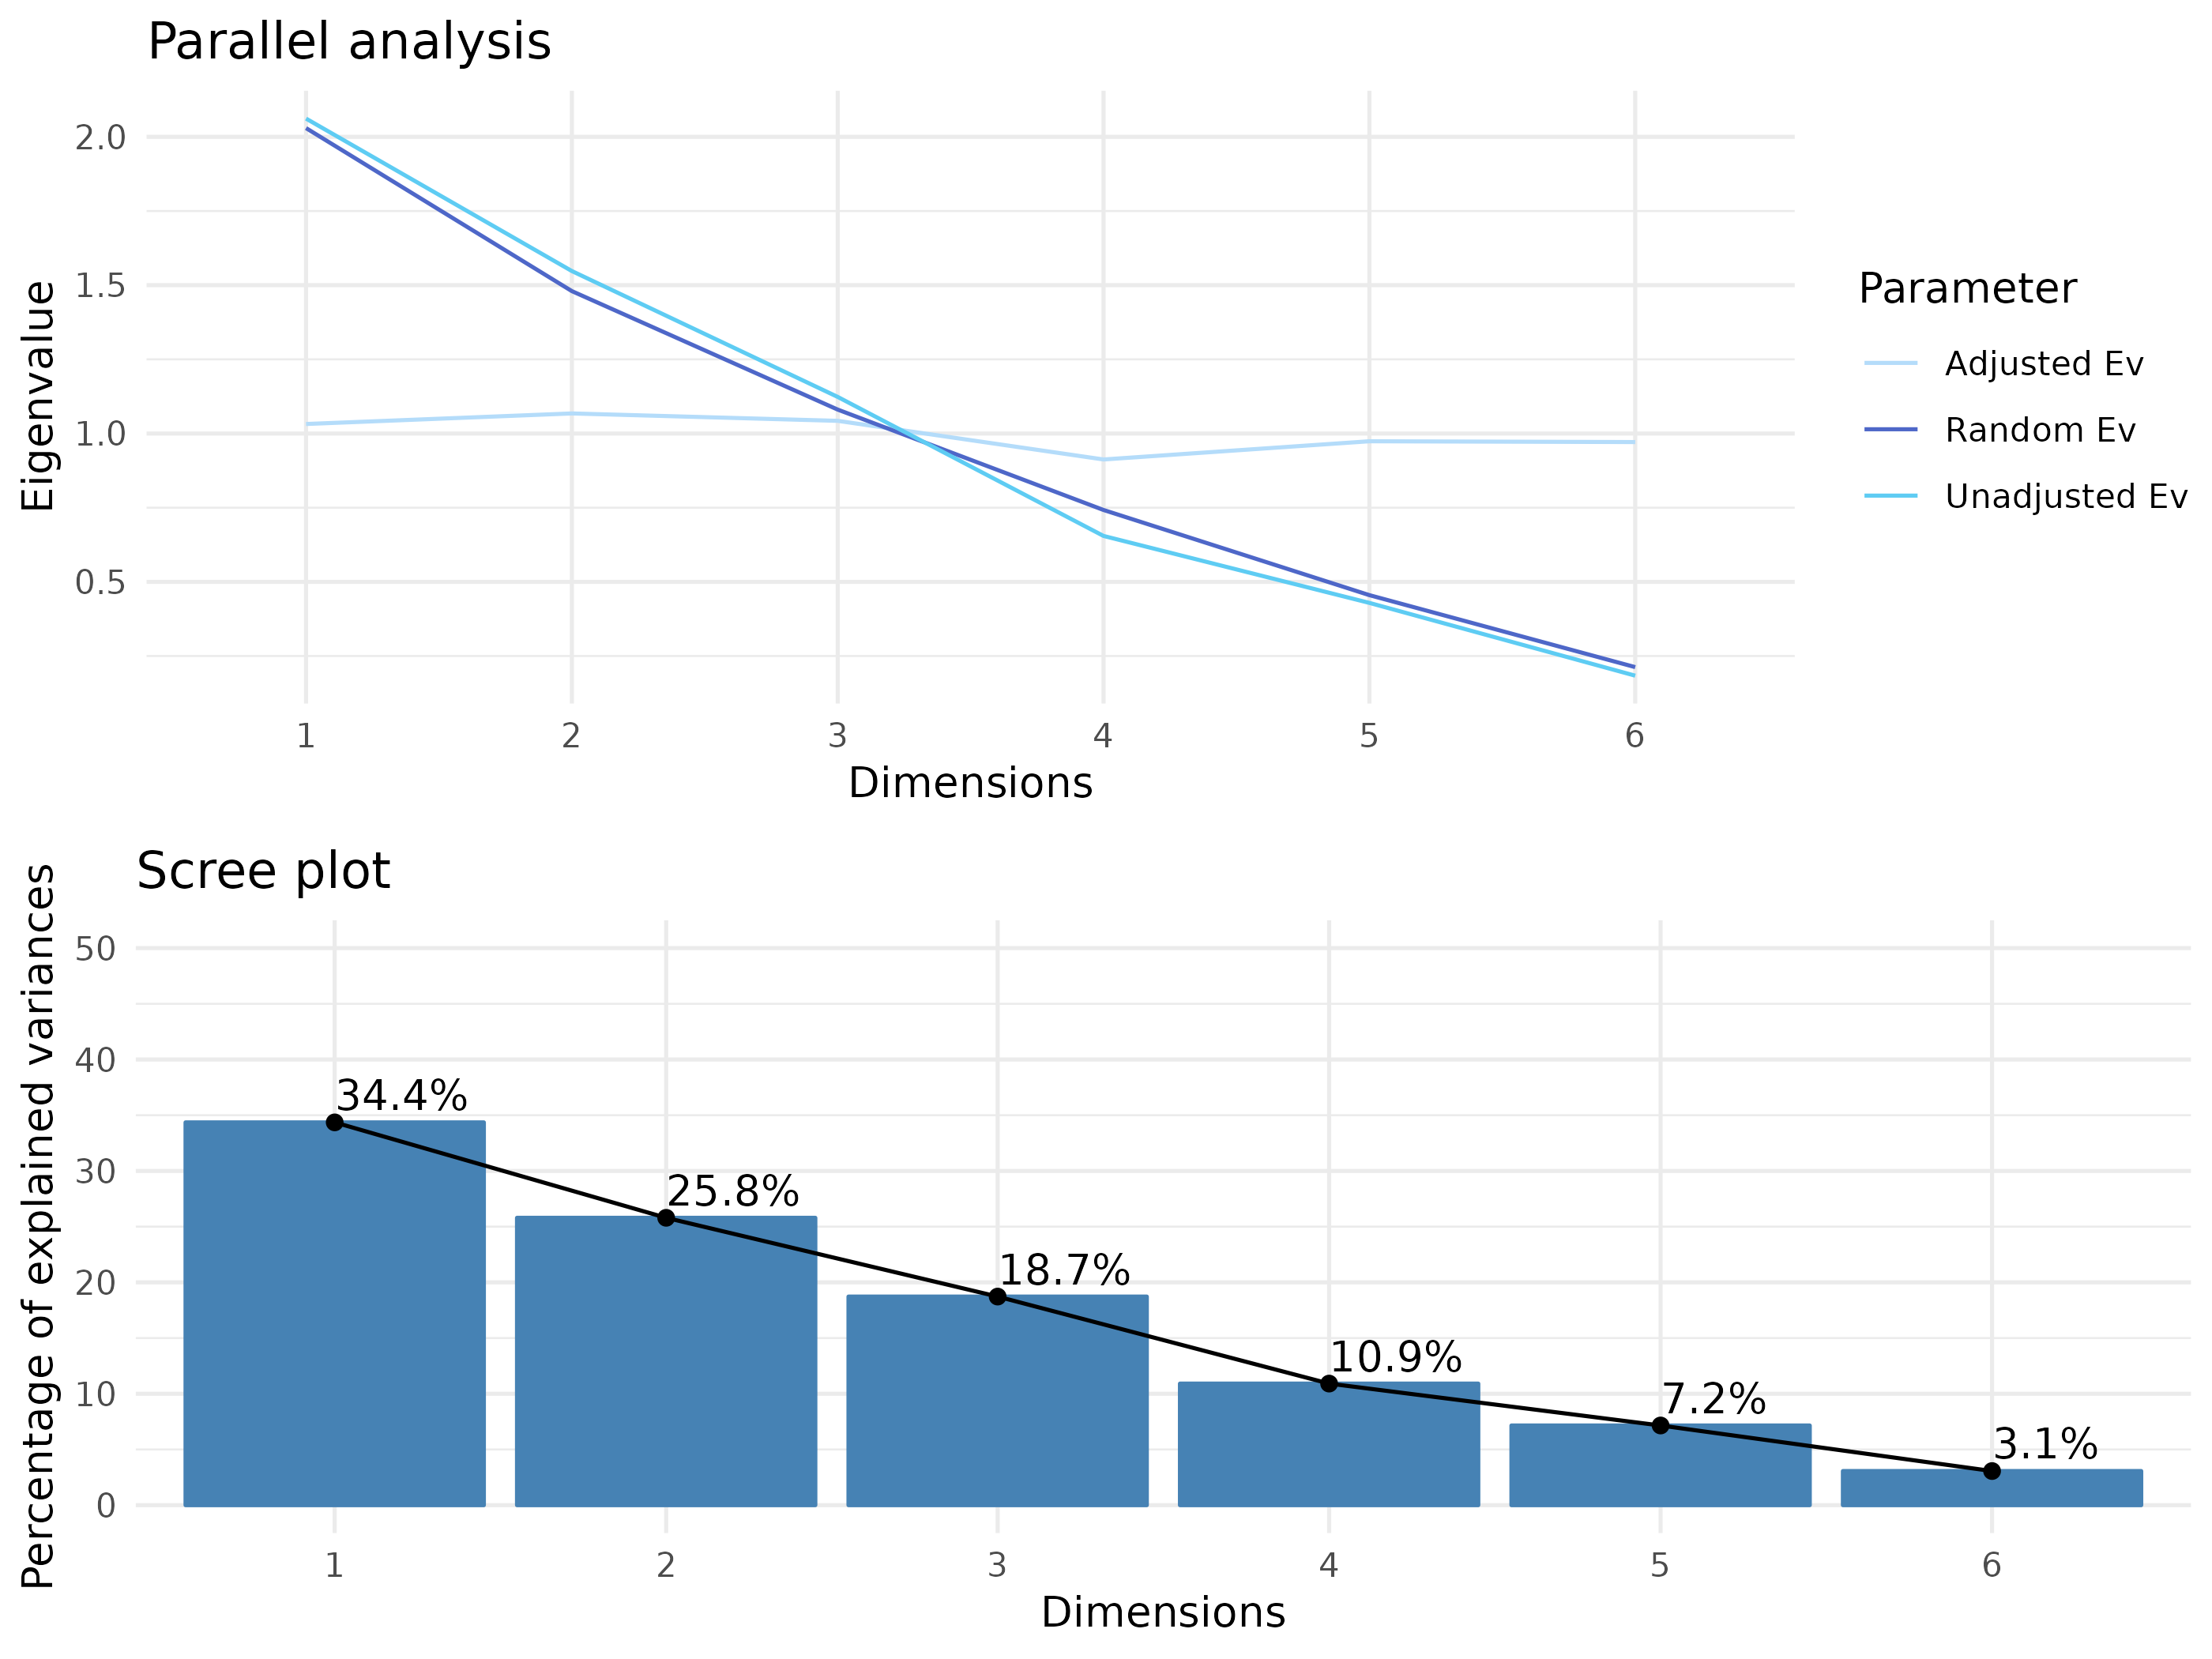 Parallel analysis
Eigenvalue
2.0
1.5
1.0
0.5
1 2 3 4 5 6
Dimensions
Parameter
Adjusted Ev
Random Ev
Unadjusted Ev
Scree plot
Percentage of explained variances
50
40
30
20
10
0
34.4%
25.8%
18.7%
10.9%
7.2%
3.1%
1 2 3 4 5 6
Dimensions